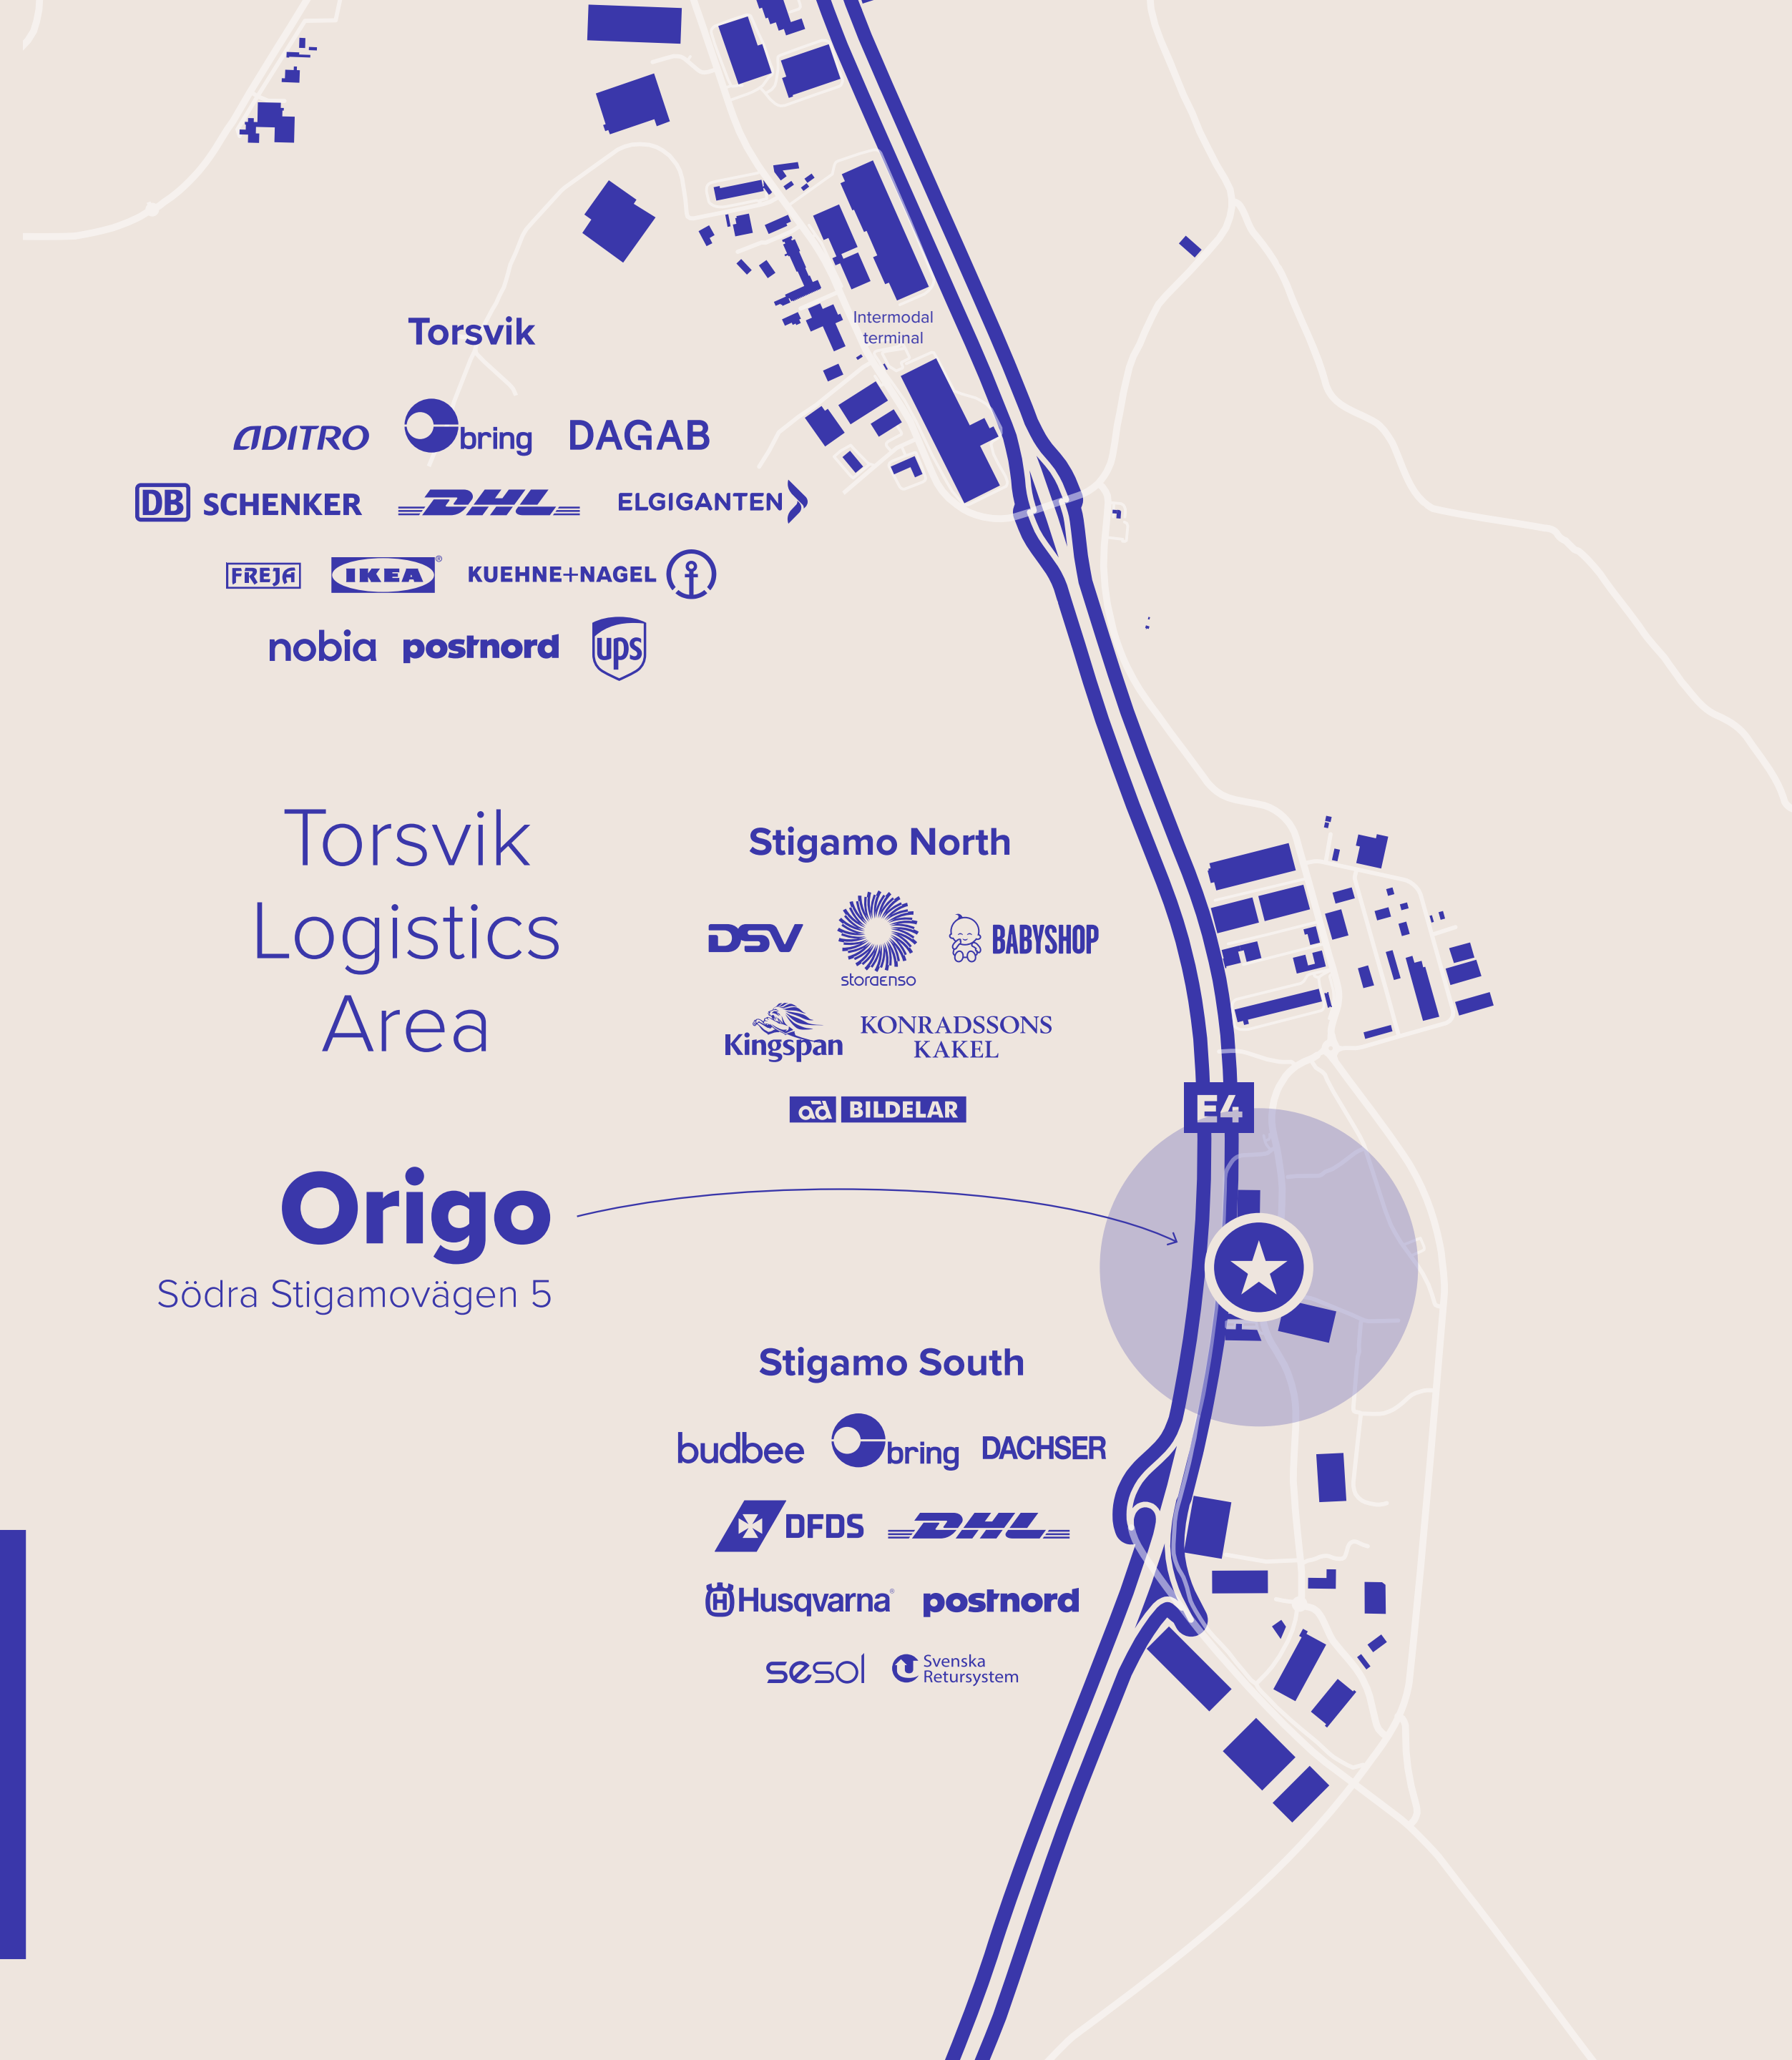 Intermodal
terminal
Torsvik
ADITRO bring DAGAB
DB SCHENKER DHL ELGIGANTEN
FREJA IKEA® KUEHNE+NAGEL
nobia postnord ups
Torsvik
Logistics
Area
Stigamo North
DSV storaenso BABYSHOP
Kingspan KONRADSSONS
KAKEL
ad BILDELAR
E4
Origo
Södra Stigamovägen 5
Stigamo South
budbee bring DACHSER
DFDS DHL
H Husqvarna® postnord
sesol Svenska
Retursystem